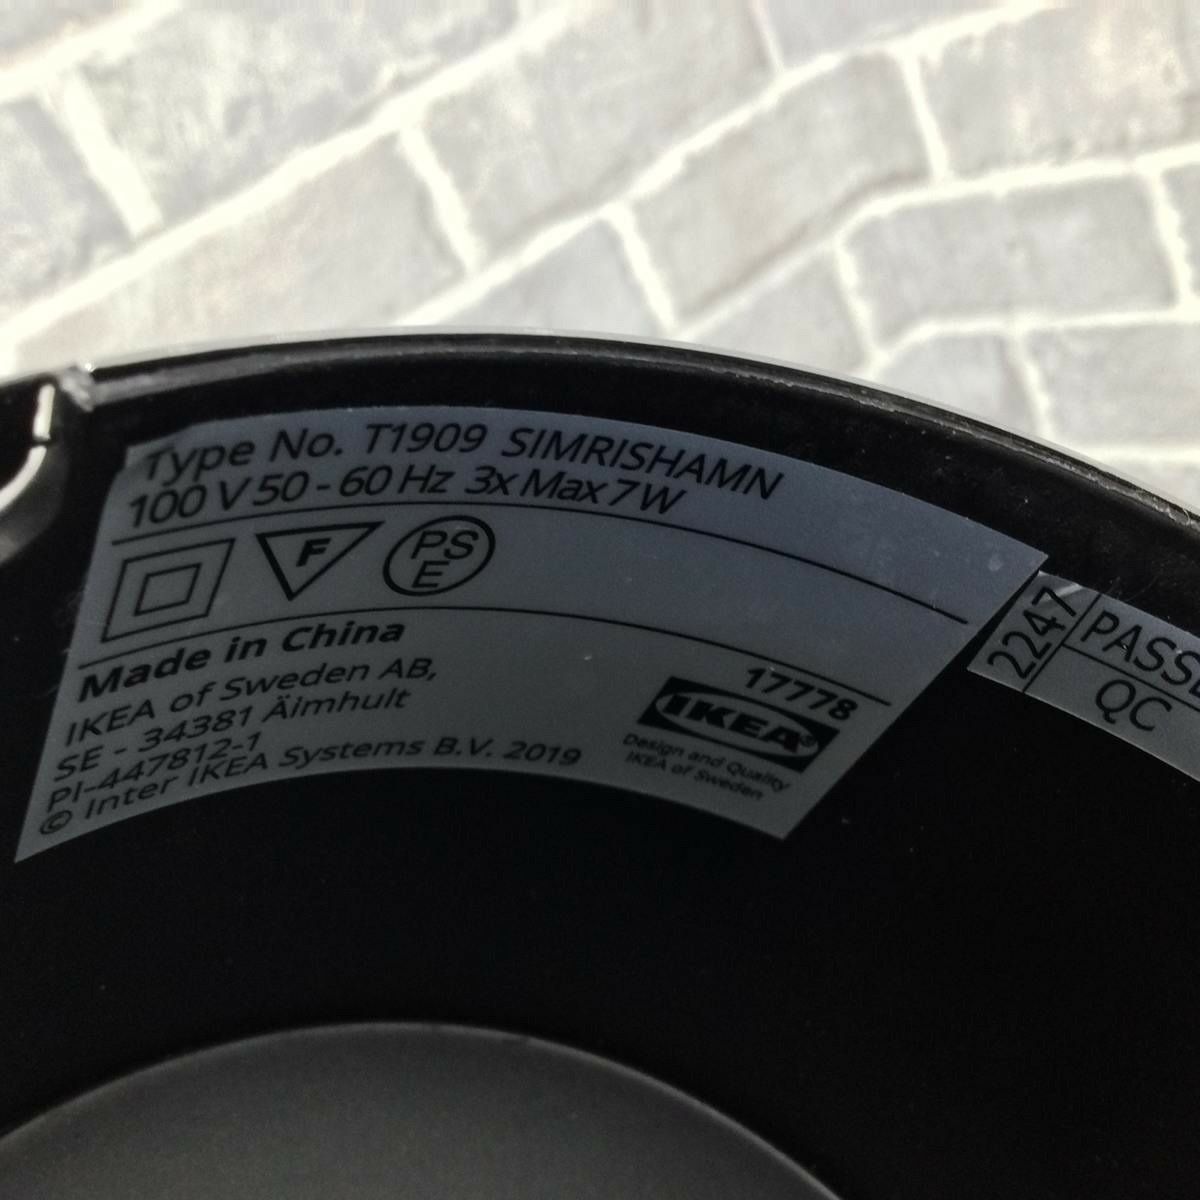 Type No. T1909 SIMRISHAMN
100 V 50 - 60 Hz 3x Max 7W
F
PS
E
Made in China
IKEA of Sweden AB,
SE - 34381 Älmhult
PI-447812-1
© Inter IKEA Systems B.V. 2019
17778
IKEA®
Design and Quality
IKEA of Sweden
2247
QC